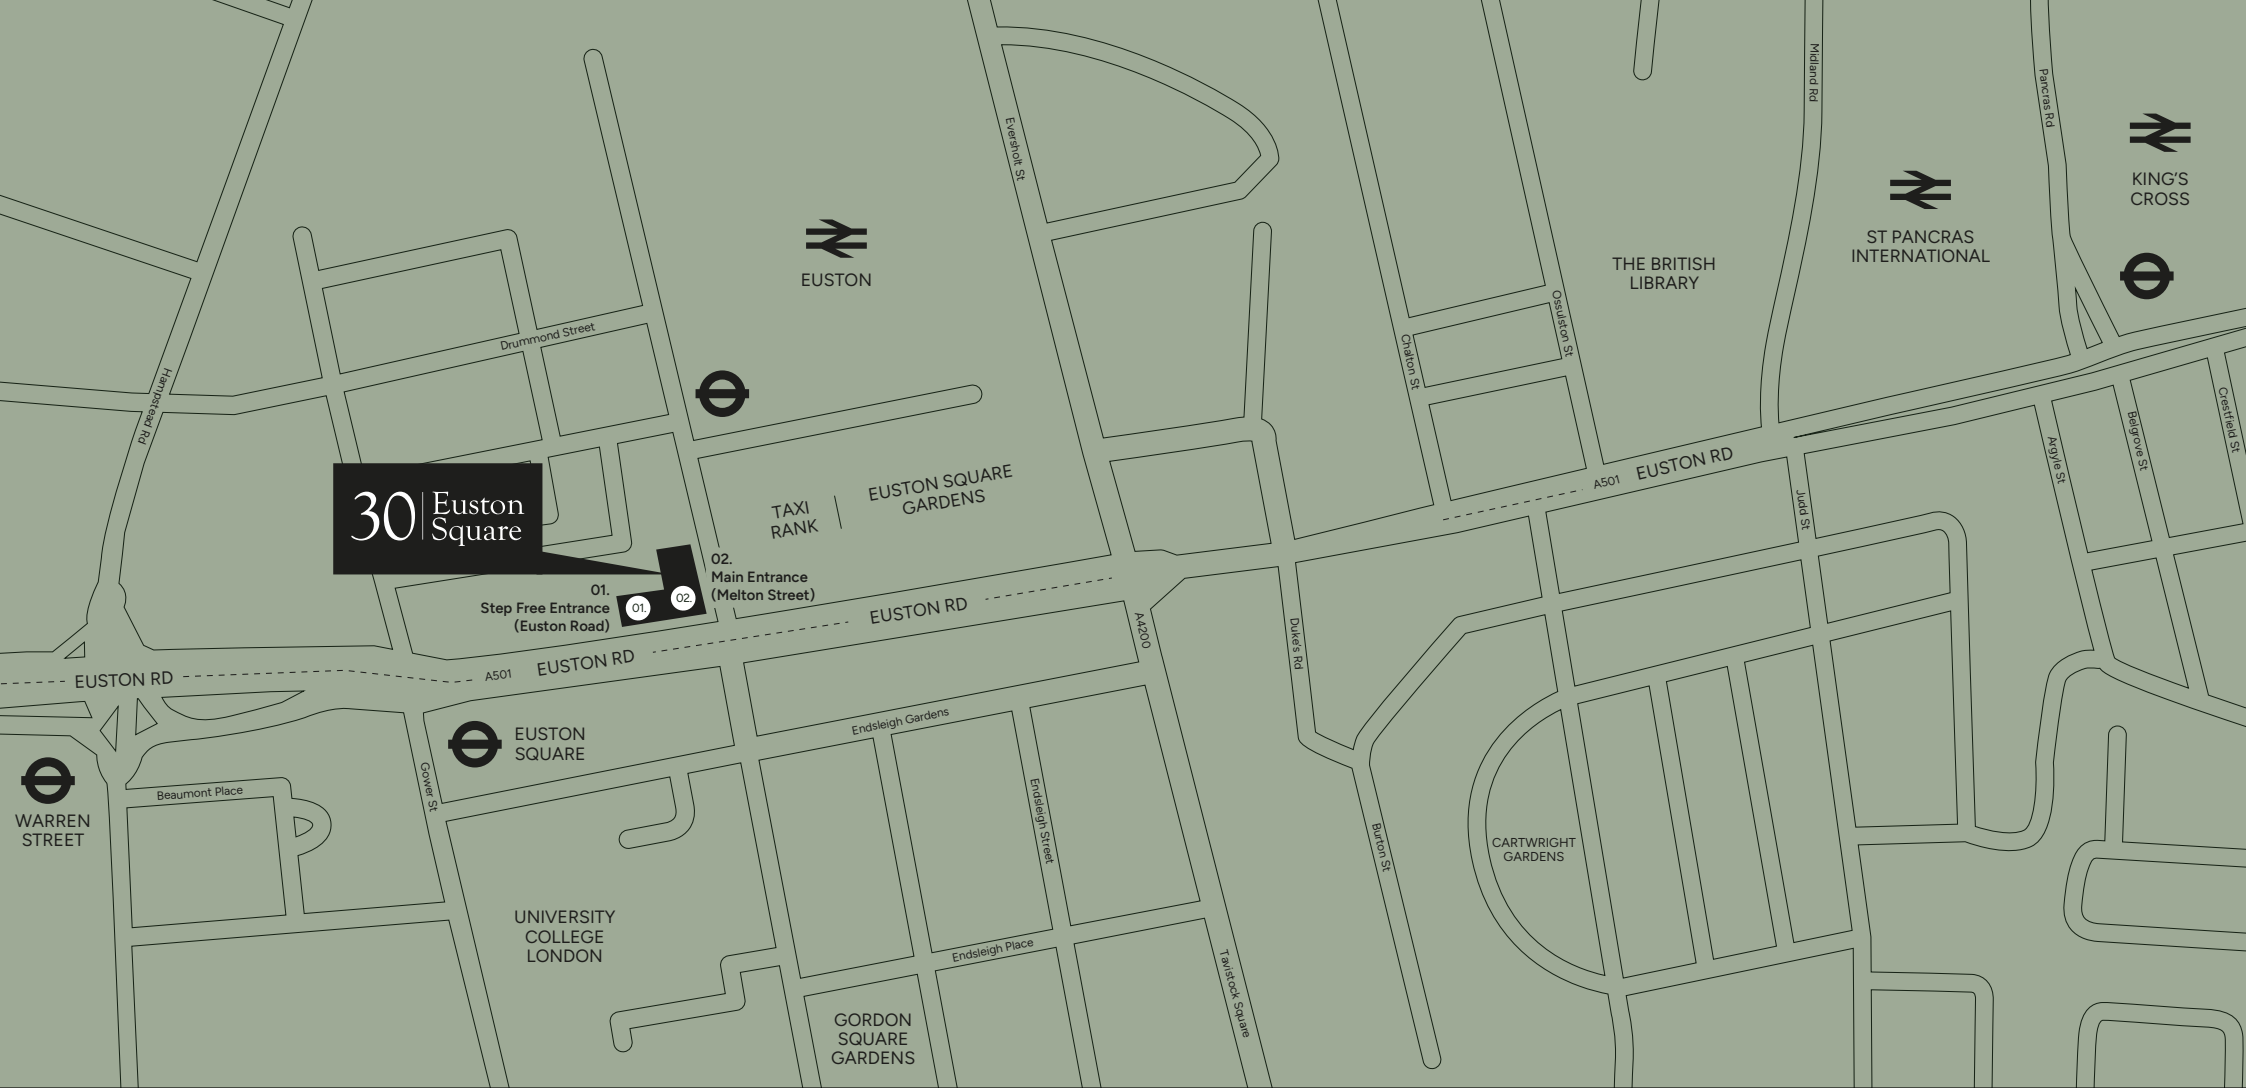 Midland Rd
Pancras Rd
KING'S
CROSS
Eversholt St
ST PANCRAS
INTERNATIONAL
THE BRITISH
LIBRARY
EUSTON
Drummond Street
Ossulston St
Chalton St
Hampstead Rd
Crestfield St
Belgrove St
Argyle St
EUSTON RD
A501
Judd St
EUSTON SQUARE
GARDENS
TAXI
RANK
30
Euston
Square
02.
Main Entrance
(Melton Street)
01.
Step Free Entrance
(Euston Road)
01.
02.
EUSTON RD
A4200
Duke's Rd
EUSTON RD
A501
EUSTON RD
Endsleigh Gardens
EUSTON
SQUARE
Gower St
Beaumont Place
WARREN
STREET
Endsleigh Street
Burton St
CARTWRIGHT
GARDENS
UNIVERSITY
COLLEGE
LONDON
Endsleigh Place
Tavistock Square
GORDON
SQUARE
GARDENS